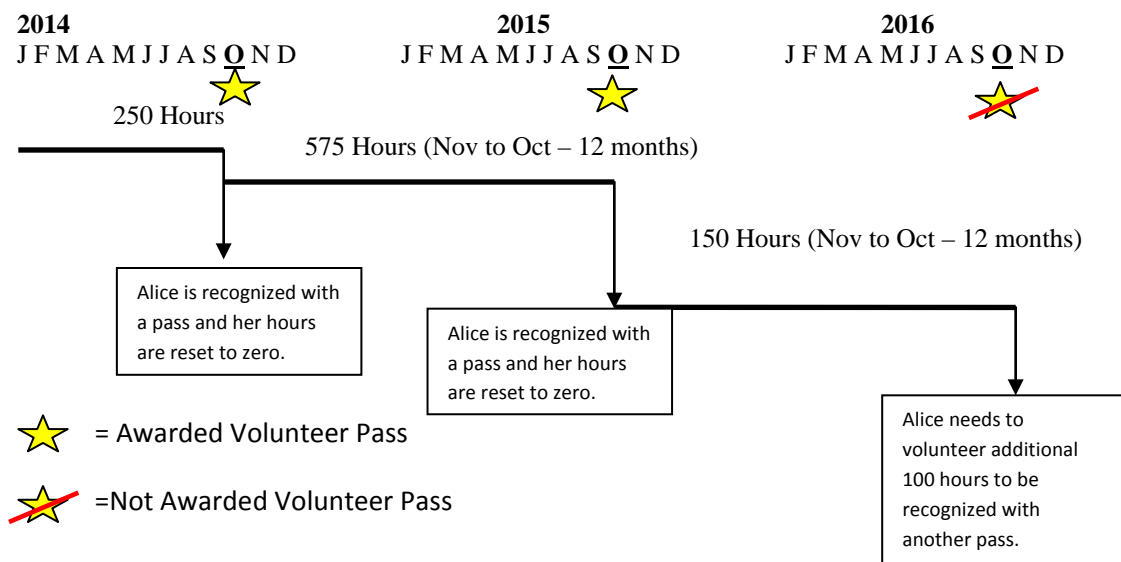 2014 2015 2016
J F M A M J J A S O N D J F M A M J J A S O N D J F M A M J J A S O N D
250 Hours
575 Hours (Nov to Oct – 12 months)
150 Hours (Nov to Oct – 12 months)
Alice is recognized with
a pass and her hours
are reset to zero.
Alice is recognized with
a pass and her hours
are reset to zero.
Alice needs to
volunteer additional
100 hours to be
recognized with
another pass.
= Awarded Volunteer Pass
=Not Awarded Volunteer Pass